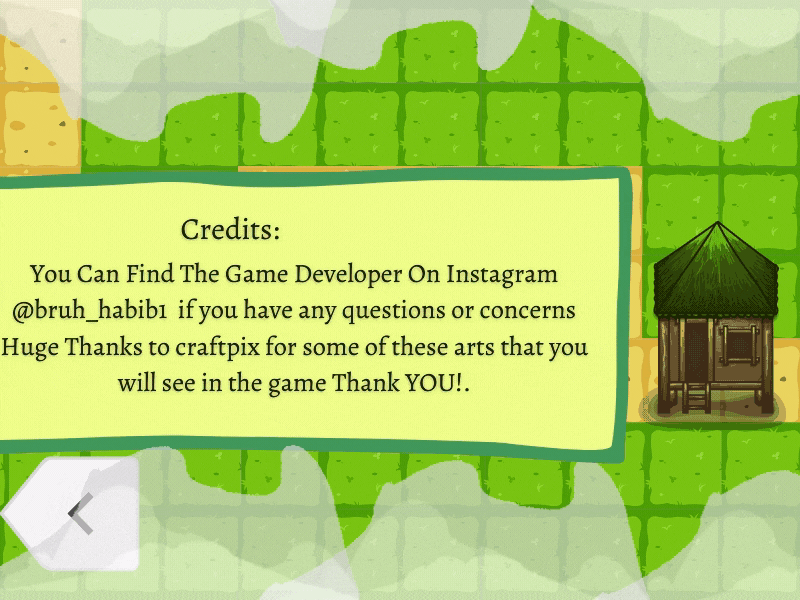 Credits:
You Can Find The Game Developer On Instagram
@bruh_habib1 if you have any questions or concerns
Huge Thanks to craftpix for some of these arts that you
will see in the game Thank YOU!.